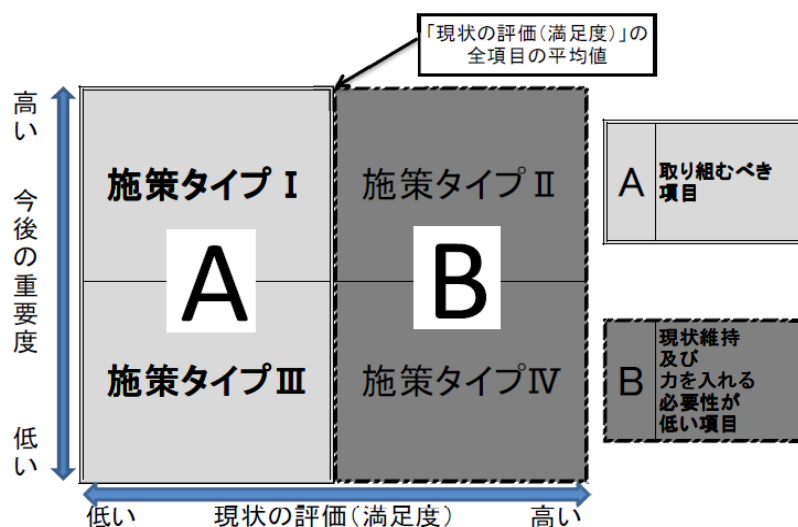 「現状の評価(満足度)」の
全項目の平均値
高い
今後の重要度
低い
施策タイプⅠ
施策タイプⅡ
A
B
施策タイプⅢ
施策タイプⅣ
低い
現状の評価(満足度)
高い
A
取り組むべき
項目
B
現状維持
及び
力を入れる
必要性が
低い項目